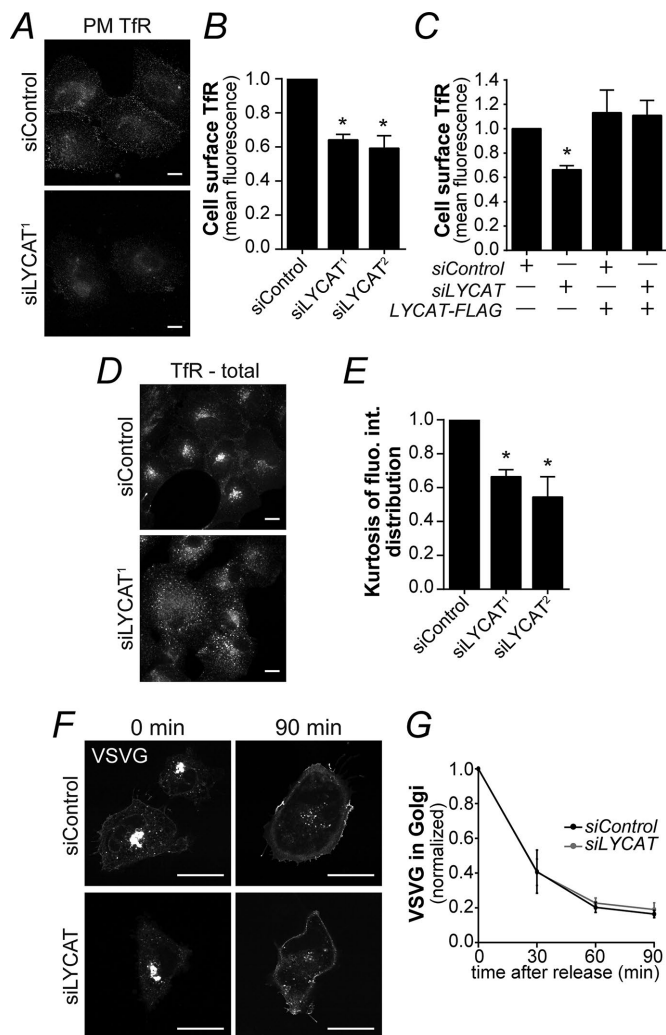 A
PM TfR
siControl
siLYCAT¹
B
Cell surface TfR
(mean fluorescence)
1.0
0.8
0.6
0.4
0.2
0.0
*
*
siControl
siLYCAT¹
siLYCAT²
C
Cell surface TfR
(mean fluorescence)
1.4
1.2
1.0
0.8
0.6
0.4
0.2
0.0
*
siControl + — + —
siLYCAT — + — +
LYCAT-FLAG — — + +
D
TfR - total
siControl
siLYCAT¹
E
Kurtosis of fluo. int.
distribution
1.0
0.8
0.6
0.4
0.2
0.0
*
*
siControl
siLYCAT¹
siLYCAT²
F
0 min
90 min
VSVG
siControl
siLYCAT
G
VSVG in Golgi
(normalized)
1.0
0.8
0.6
0.4
0.2
0.0
siControl
siLYCAT
0 30 60 90
time after release (min)